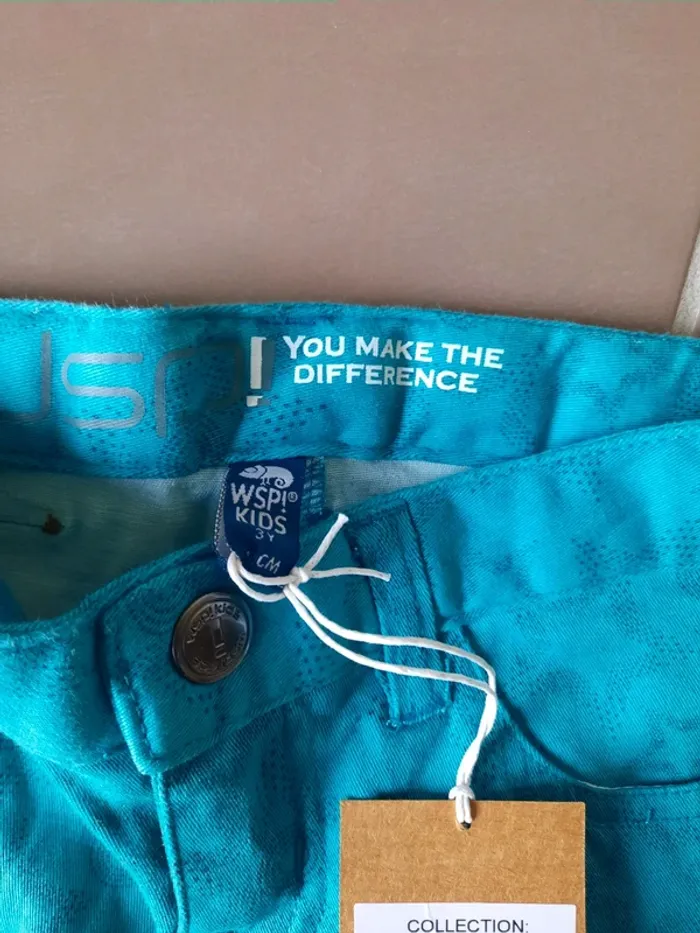 YOU MAKE THE
DIFFERENCE
WSP!®
KIDS
3Y
CM
COLLECTION: